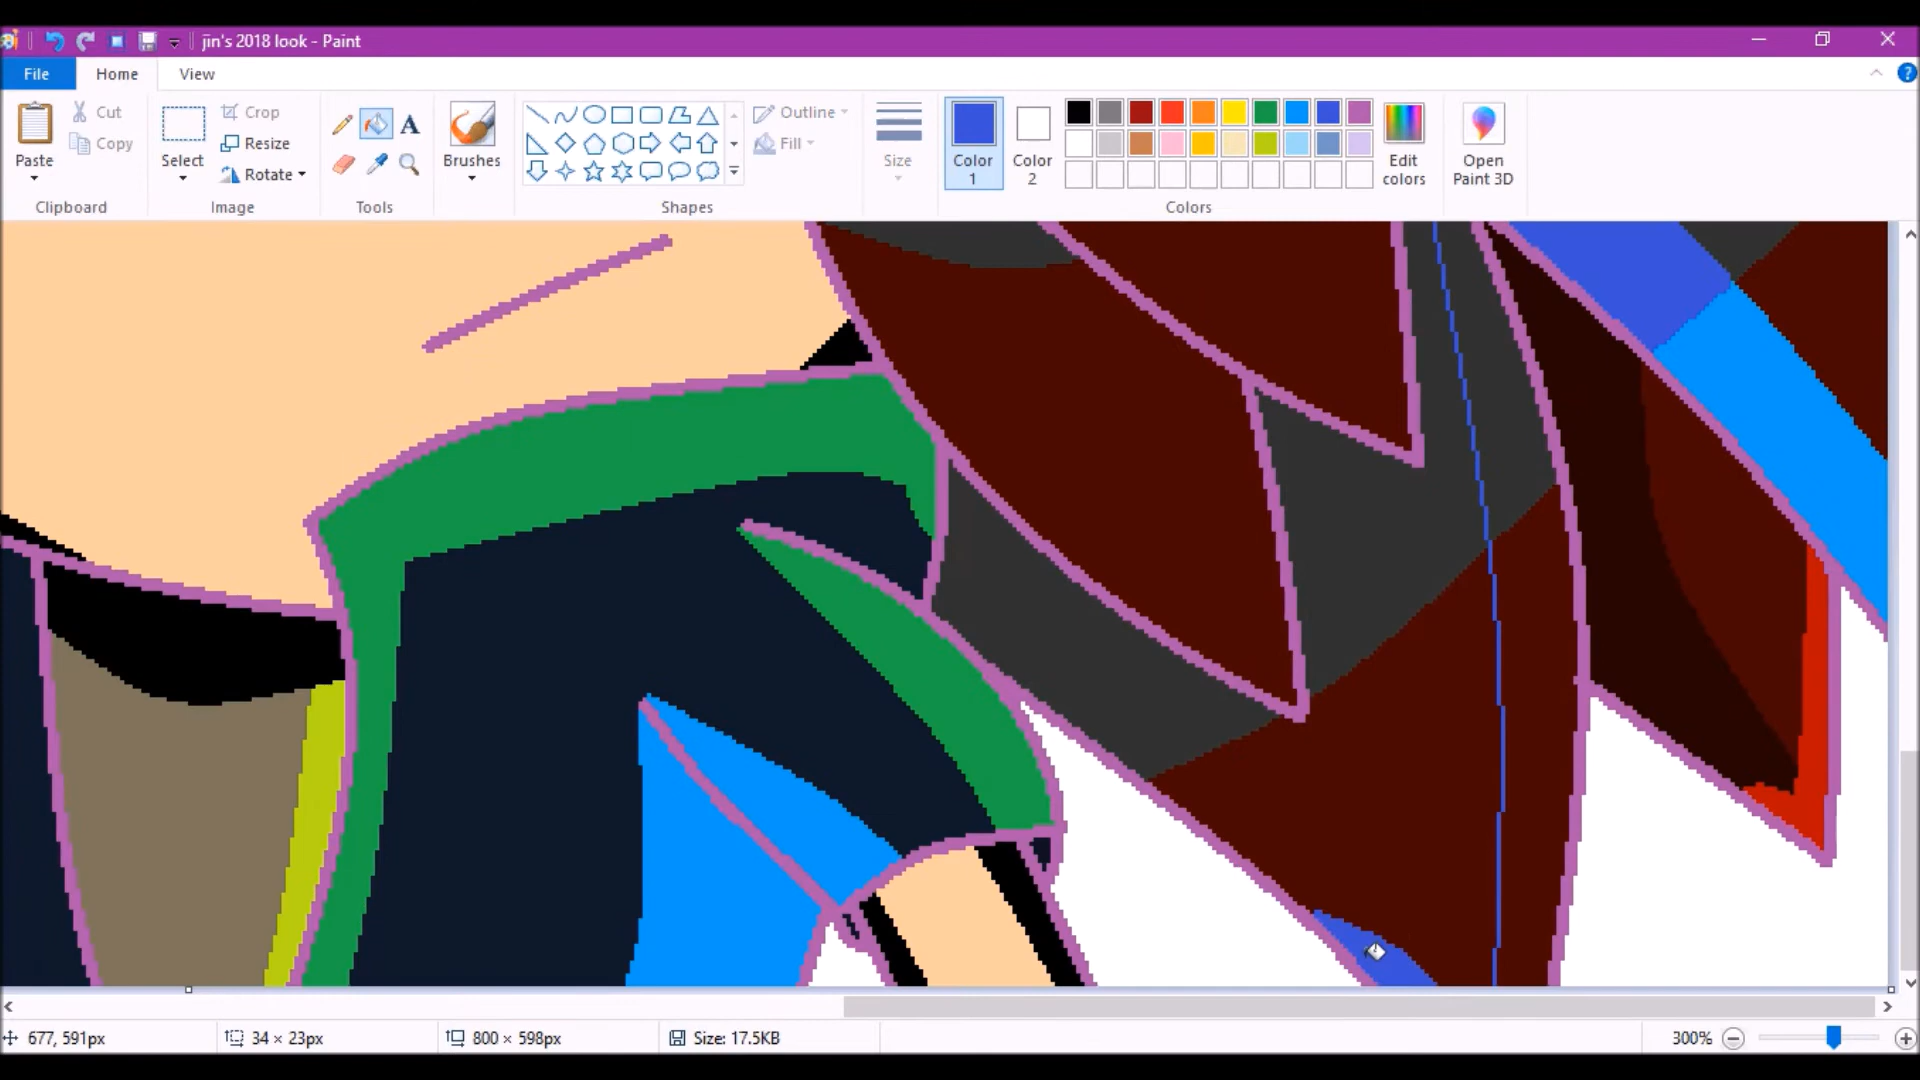 jin's 2018 look - Paint
File Home View
Cut
Copy
Paste
Clipboard
Crop
Resize
Rotate
Select
Image
Tools
Brushes
Outline
Fill
Shapes
Size
Color 1
Color 2
Edit colors
Open Paint 3D
Colors
677, 591px 34 × 23px 800 × 598px Size: 17.5KB 300%